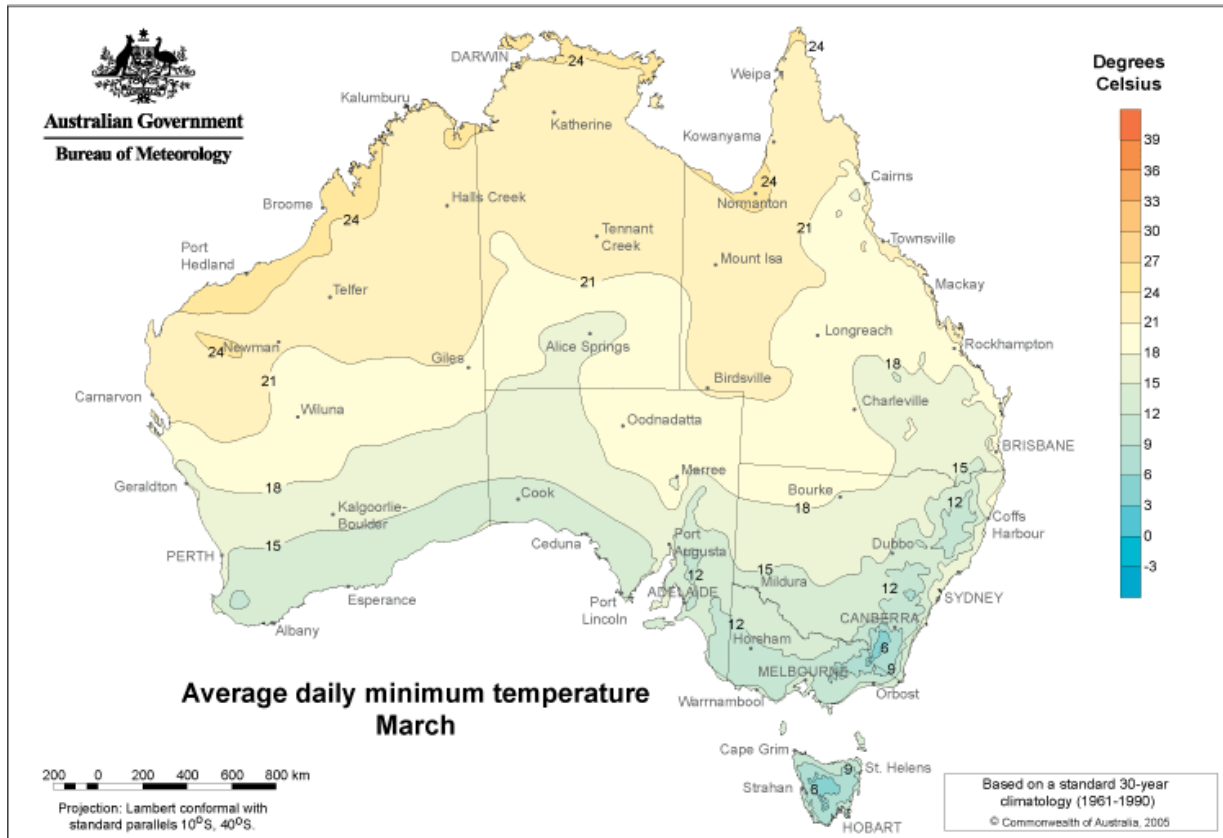 Australian Government
Bureau of Meteorology
Degrees
Celsius
39
36
33
30
27
24
21
18
15
12
9
6
3
0
-3
DARWIN
24
24
Weipa
Kalumburu
Katherine
Kowanyama
Cairns
24
Normanton
Broome
24
Halls Creek
21
Townsville
Tennant
Creek
Mount Isa
Port
Hedland
21
Telfer
Mackay
Longreach
24
Newman
Alice Springs
Rockhampton
Giles
18
21
Birdsville
Carnarvon
Charleville
Wiluna
Oodnadatta
BRISBANE
Marree
15
Geraldton
18
Cook
Bourke
18
12
Kalgoorlie-
Boulder
Coffs
Harbour
PERTH
15
Ceduna
Port
Augusta
Dubbo
12
15
Mildura
12
ADELAIDE
SYDNEY
Esperance
Port
Lincoln
Albany
12
CANBERRA
Horsham
6
MELBOURNE
9
Orbost
Warrnambool
Average daily minimum temperature
March
Cape Grim
9
St. Helens
Strahan
6
HOBART
200 0 200 400 600 800 km
Projection: Lambert conformal with
standard parallels 10°S, 40°S.
Based on a standard 30-year
climatology (1961-1990)
© Commonwealth of Australia, 2005